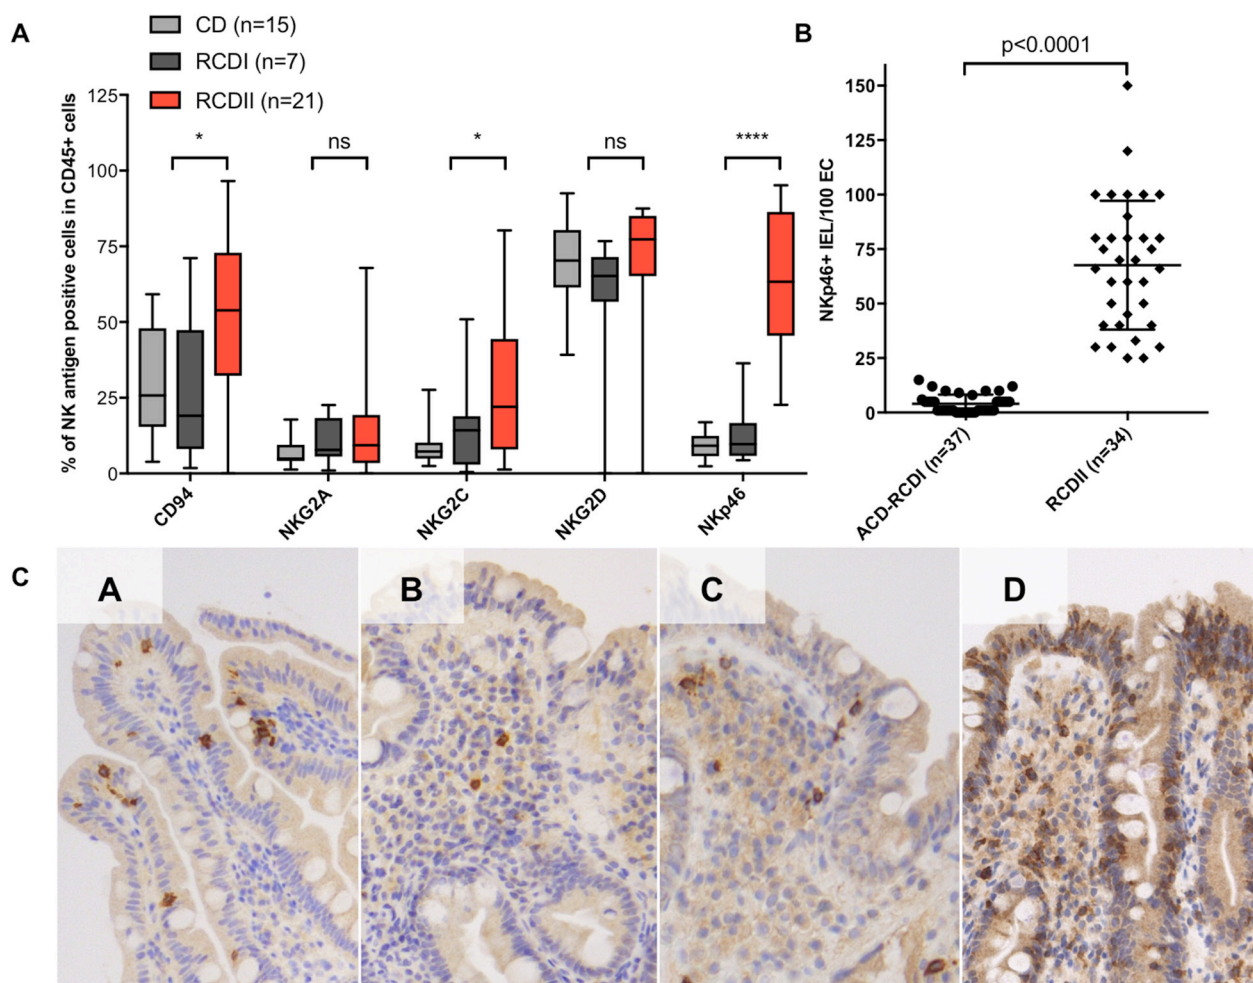 A
CD (n=15)
RCDI (n=7)
RCDII (n=21)
% of NK antigen positive cells in CD45+ cells
125
100
75
50
25
0
*
ns
*
ns
****
CD94
NKG2A
NKG2C
NKG2D
NKp46
B
p<0.0001
NKp46+ IEL/100 EC
150
125
100
75
50
25
0
ACD-RCDI (n=37)
RCDII (n=34)
C
A
B
C
D